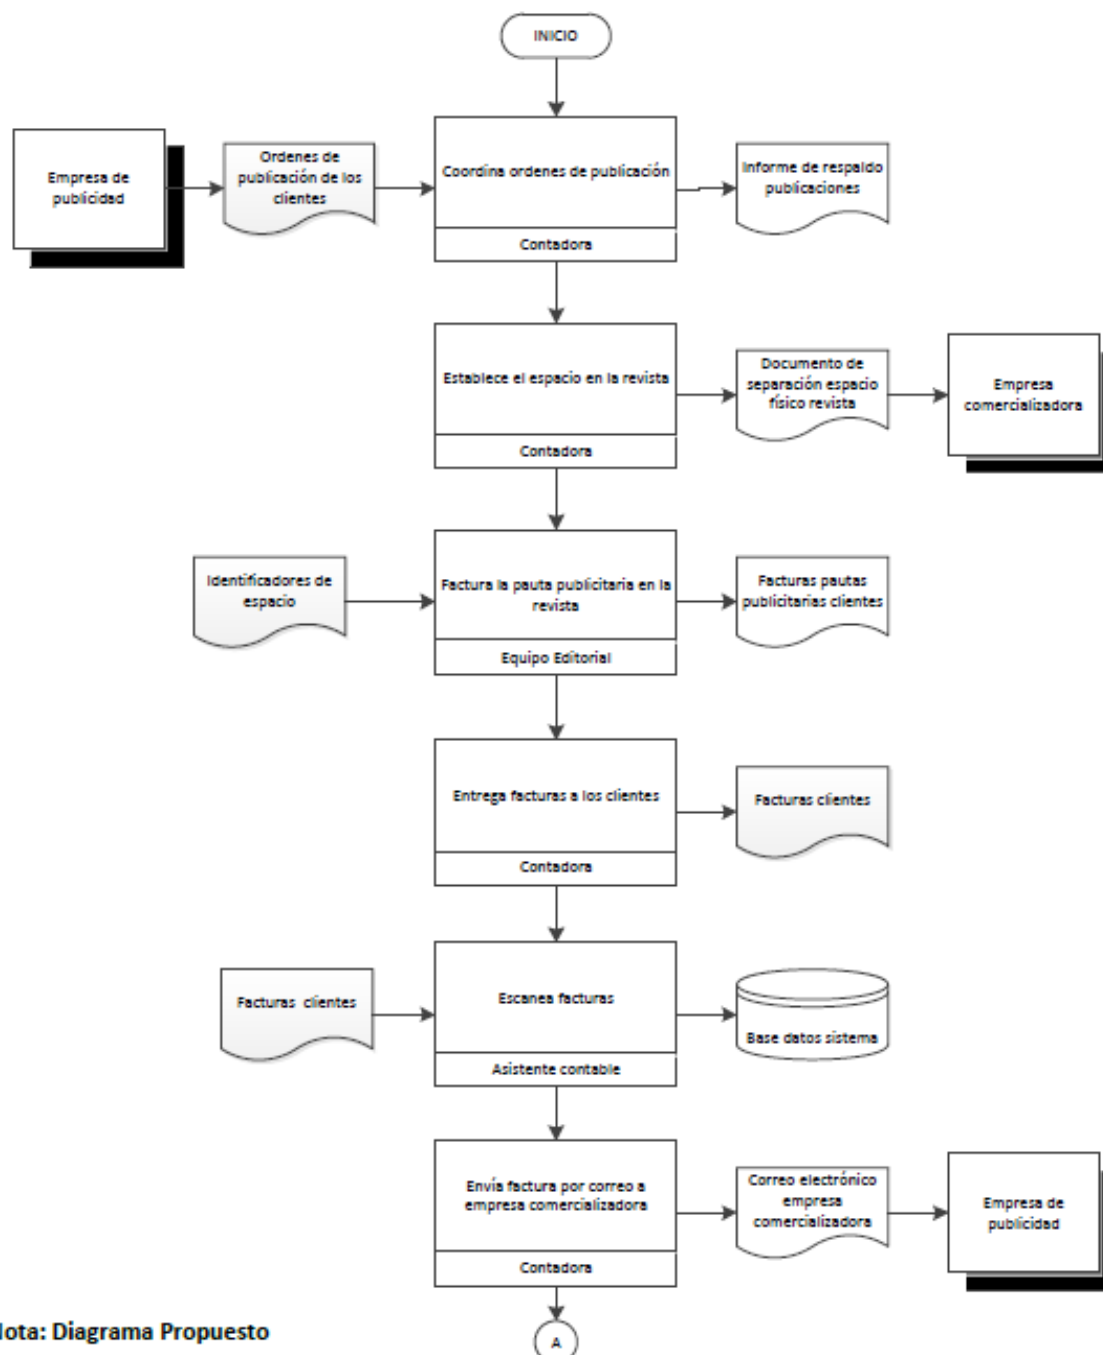 INICIO
Empresa de
publicidad
Ordenes de
publicación de los
clientes
Coordina ordenes de publicación
Contadora
Informe de respaldo
publicaciones
Establece el espacio en la revista
Contadora
Documento de
separación espacio
físico revista
Empresa
comercializadora
Identificadores de
espacio
Factura la pauta publicitaria en la
revista
Equipo Editorial
Facturas pautas
publicitarias clientes
Entrega facturas a los clientes
Contadora
Facturas clientes
Facturas clientes
Escanea facturas
Asistente contable
Base datos sistema
Envía factura por correo a
empresa comercializadora
Contadora
Correo electrónico
empresa
comercializadora
Empresa de
publicidad
A
Nota: Diagrama Propuesto